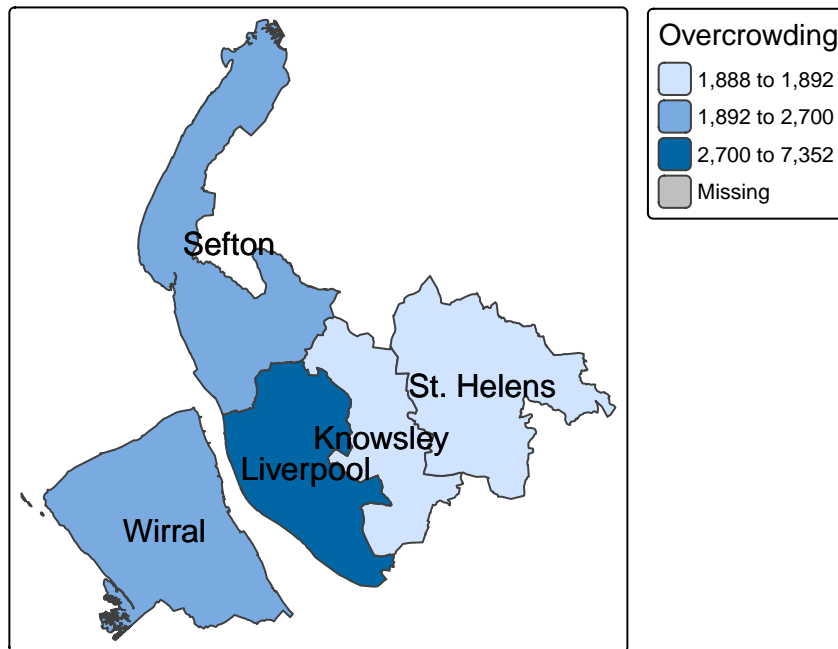 Overcrowding
1,888 to 1,892
1,892 to 2,700
2,700 to 7,352
Missing
Sefton
St. Helens
Knowsley
Liverpool
Wirral